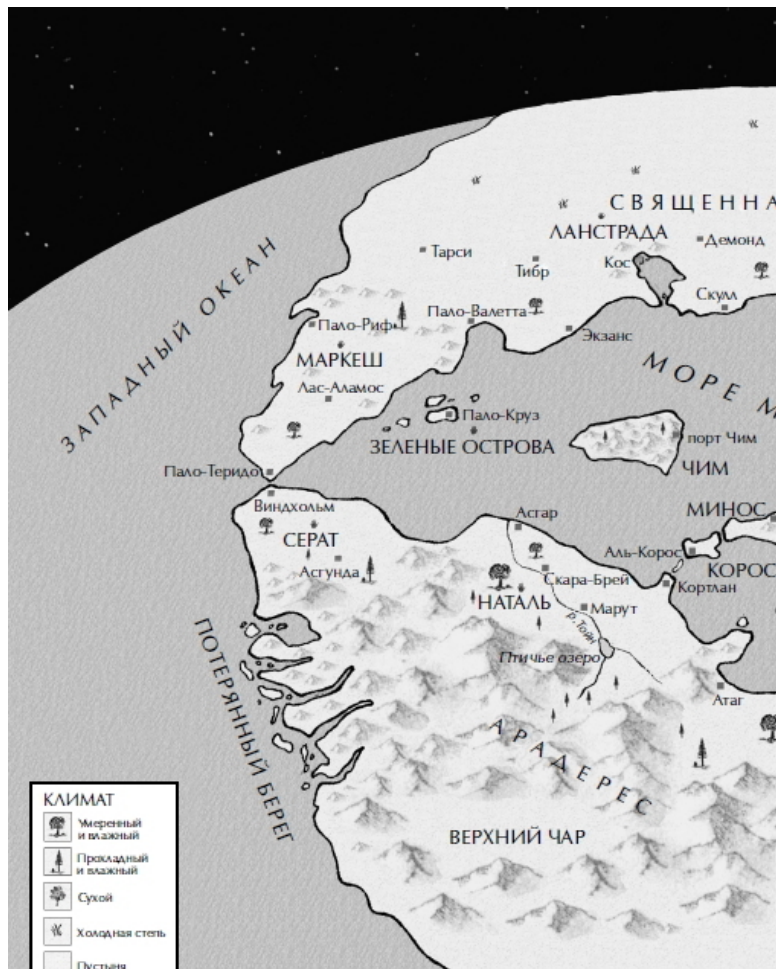 СВЯЩЕННА
ЛАНСТРАДА
Демонд
Тарси
Кос
Тибр
ЗАПАДНЫЙ ОКЕАН
Скулл
Пало-Валетта
Пало-Риф
Экзанс
МАРКЕШ
МОРЕ М
Лас-Аламос
Пало-Круз
порт Чим
ЗЕЛЕНЫЕ ОСТРОВА
ЧИМ
Пало-Теридо
Виндхольм
МИНОС
Асгар
СЕРАТ
Аль-Корос
КОРОС
Асгунда
Скара-Брей
Кортлан
НАТАЛЬ
Марут
р.Тойн
Птичье озеро
ПОТЕРЯННЫЙ БЕРЕГ
Атаг
АРАДЕРЕС
ВЕРХНИЙ ЧАР
КЛИМАТ
Умеренный
и влажный
Прохладный
и влажный
Сухой
Холодная степь
Пустыня